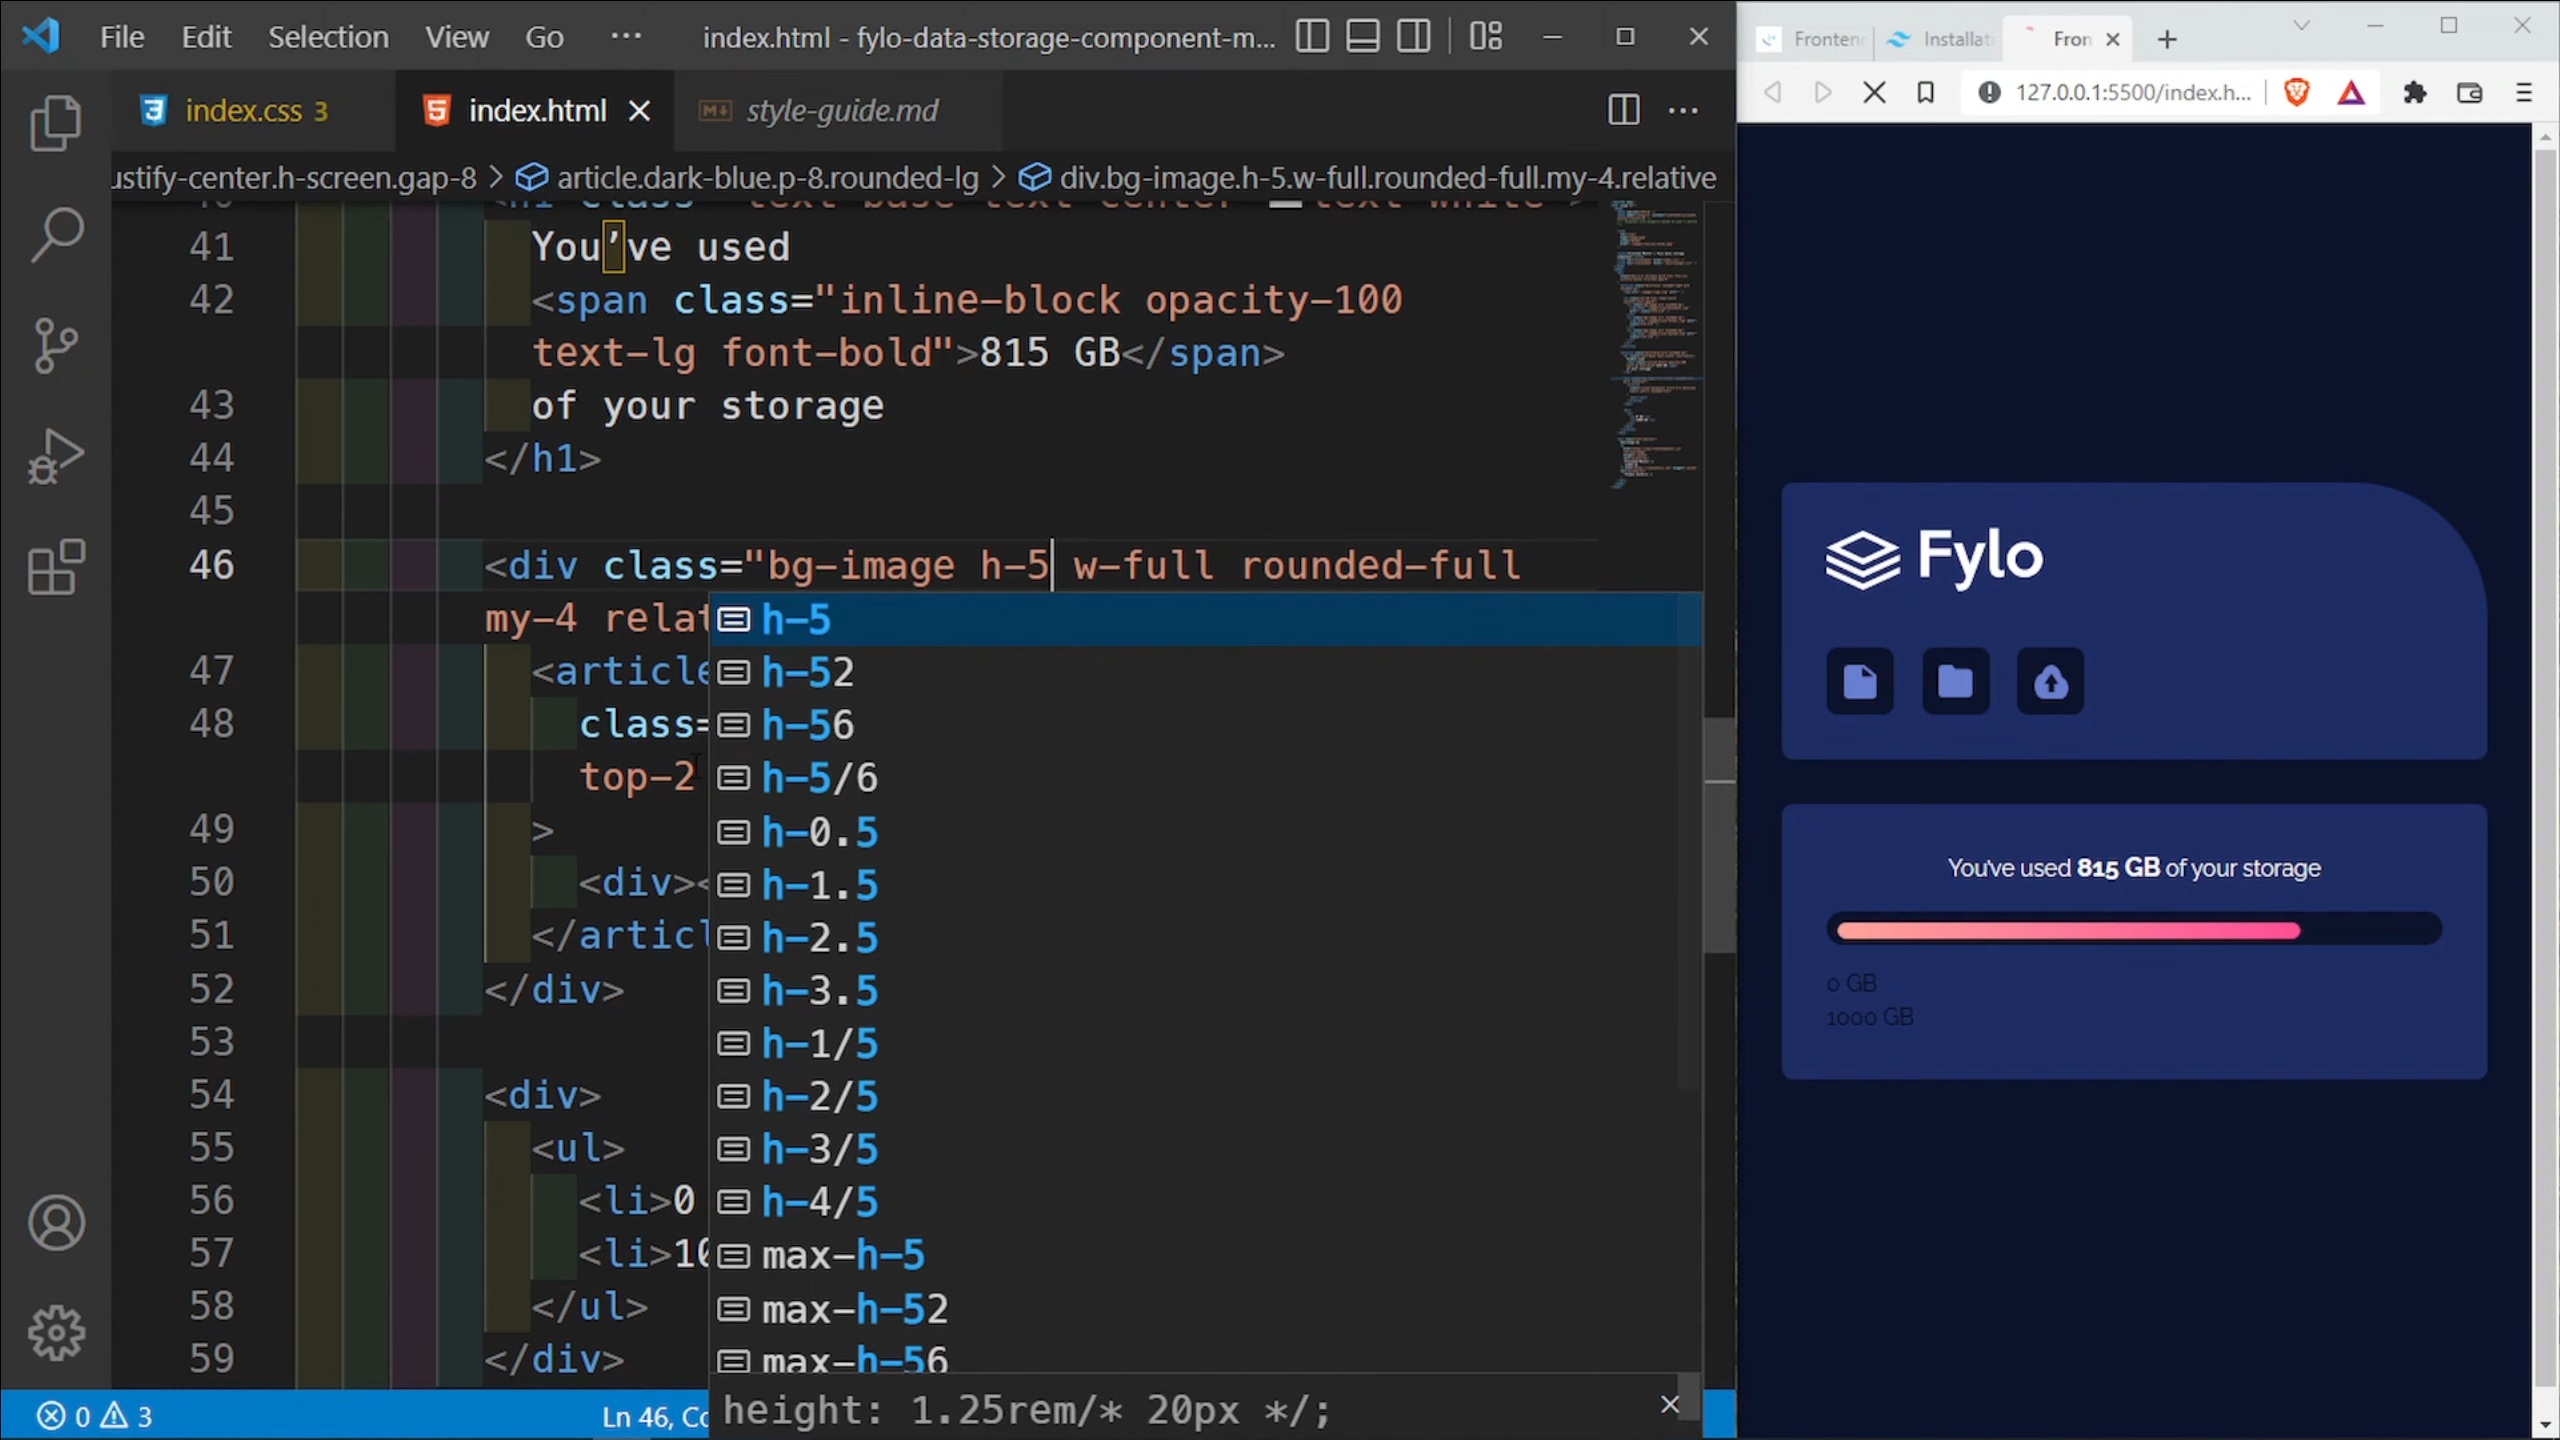 File Edit Selection View Go ··· index.html - fylo-data-storage-component-m...
index.css 3 index.html style-guide.md
ustify-center.h-screen.gap-8 > article.dark-blue.p-8.rounded-lg > div.bg-image.h-5.w-full.rounded-full.my-4.relative
41 You’ve used
42 <span class="inline-block opacity-100
text-lg font-bold">815 GB</span>
43 of your storage
44 </h1>
45
46 <div class="bg-image h-5 w-full rounded-full
my-4 relat
47 <article
48 class=
top-2
49 >
50 <div><
51 </articl
52 </div>
53
54 <div>
55 <ul>
56 <li>0
57 <li>10
58 </ul>
59 </div>
h-5
h-52
h-56
h-5/6
h-0.5
h-1.5
h-2.5
h-3.5
h-1/5
h-2/5
h-3/5
h-4/5
max-h-5
max-h-52
max-h-56
height: 1.25rem/* 20px */;
0 3 Ln 46, Co
Fronten Installat Fron
127.0.0.1:5500/index.h...
Fylo
You've used 815 GB of your storage
0 GB
1000 GB